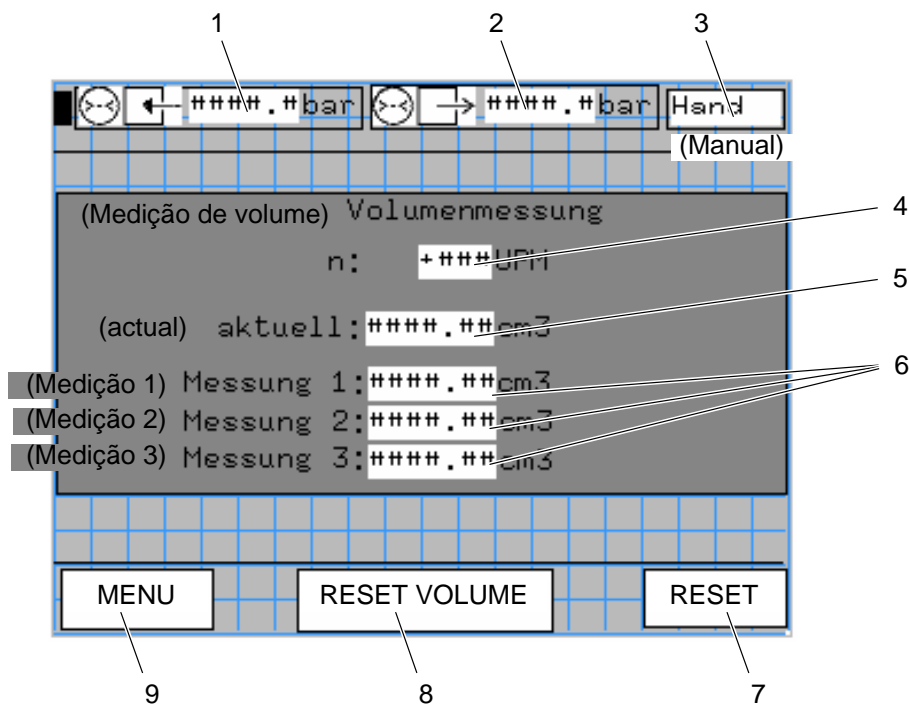 1 2 3
####.# bar ####.# bar Hand
(Manual)
(Medição de volume) Volumenmessung
4
n: +### UPM
5
(actual) aktuell: ####.## cm3
6
(Medição 1) Messung 1: ####.## cm3
(Medição 2) Messung 2: ####.## cm3
(Medição 3) Messung 3: ####.## cm3
MENU RESET VOLUME RESET
9 8 7